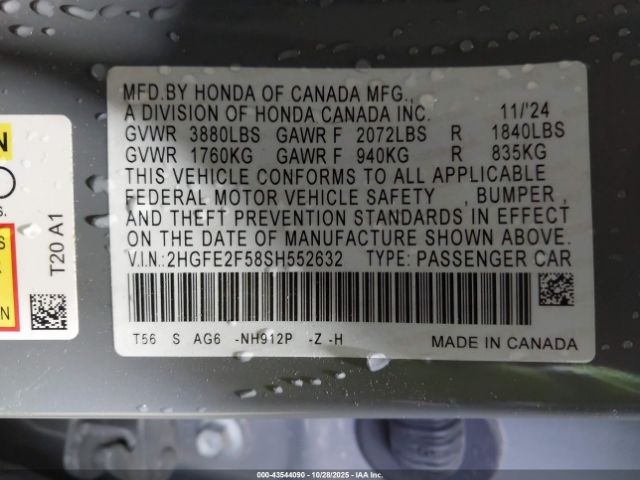 MFD.BY HONDA OF CANADA MFG.,
A DIVISION OF HONDA CANADA INC. 11/'24
GVWR 3880LBS GAWR F 2072LBS R 1840LBS
GVWR 1760KG GAWR F 940KG R 835KG
THIS VEHICLE CONFORMS TO ALL APPLICABLE
FEDERAL MOTOR VEHICLE SAFETY , BUMPER ,
AND THEFT PREVENTION STANDARDS IN EFFECT
ON THE DATE OF MANUFACTURE SHOWN ABOVE.
V.I.N:2HGFE2F58SH552632 TYPE: PASSENGER CAR
T56 S AG6 -NH912P -Z -H MADE IN CANADA
T20 A1
000-43544090 | 10/28/2025 | IAA, Inc.